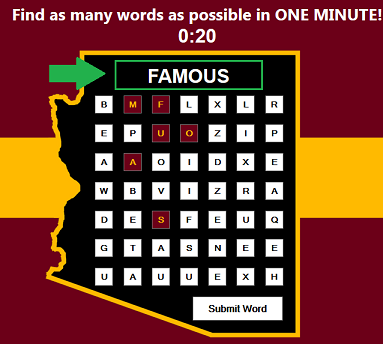 Find as many words as possible in ONE MINUTE!
0:20
FAMOUS
B M F L X L R
E P U O Z I P
A A O I D X E
W B V I Z R A
D E S F E U Q
G T A S N E E
U A U U E X H
Submit Word